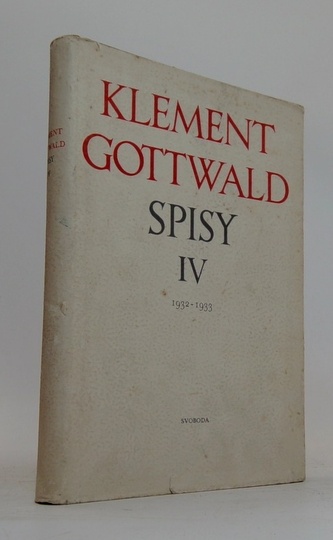 KLEMENT
GOTTWALD
SPISY
IV
1932-1933
SVOBODA